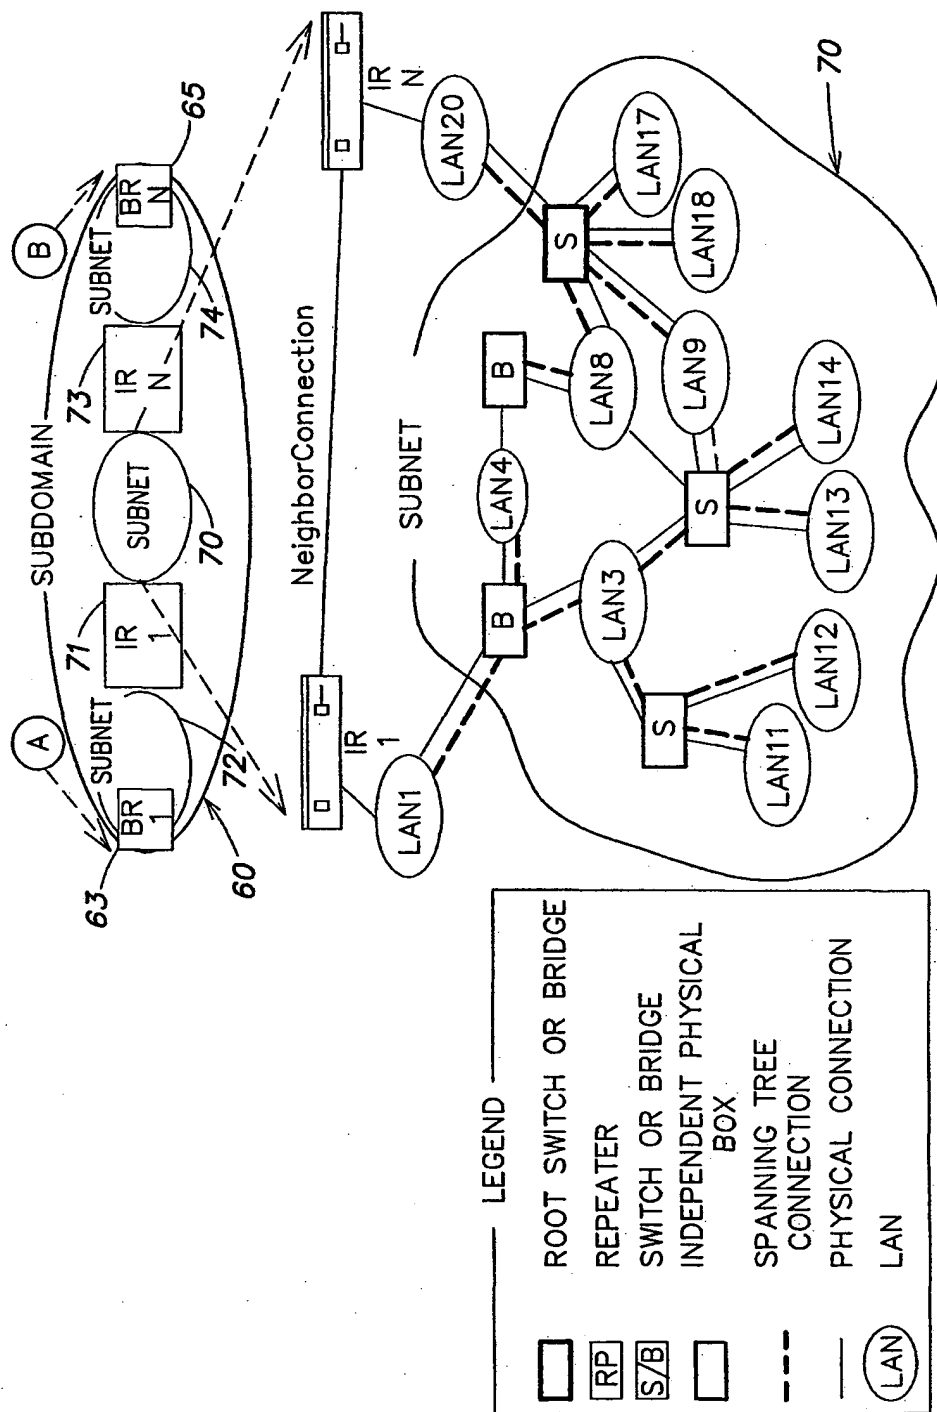 A
B
63
BR
1
SUBNET
71
IR
1
SUBDOMAIN
SUBNET
73
IR
N
SUBNET
BR
N
65
60
72
70
74
IR
1
NeighborConnection
IR
N
LAN1
SUBNET
LAN20
B
LAN4
B
S
LAN17
LAN18
LAN3
LAN8
LAN9
S
S
LAN11
LAN12
LAN13
LAN14
70
LEGEND
ROOT SWITCH OR BRIDGE
RP
REPEATER
S/B
SWITCH OR BRIDGE
INDEPENDENT PHYSICAL
BOX
SPANNING TREE
CONNECTION
PHYSICAL CONNECTION
LAN
LAN